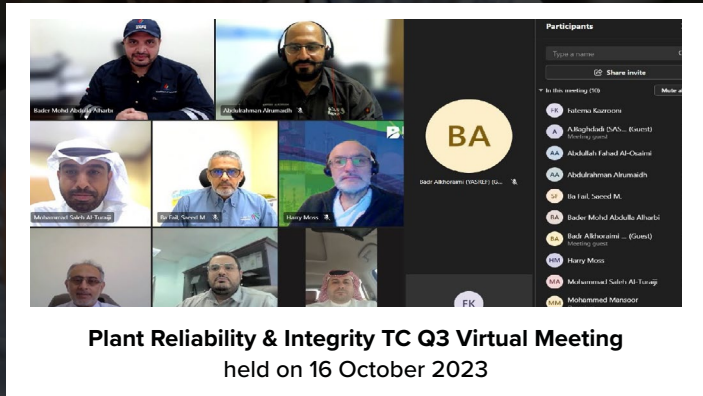 Participants
Type a name
Share invite
In this meeting (10)
Mute a
FK Fatema Kazrooni
A A.Baghdadi (SAS... (Guest)
Meeting guest
AA Abdullah Fahad Al-Osaimi
AA Abdulrahman Alrumaidh
SF Ba Fail, Saeed M.
BA Bader Mohd Abdulla Alharbi
BA Badr Alkhoraimi ... (Guest)
Meeting guest
HM Harry Moss
MA Mohammad Saleh Al-Turaiji
MM Mohammed Mansoor
Bader Mohd Abdulla Alharbi
Abdulrahman Alrumaidh
Mohammad Saleh Al-Turaiji
Ba Fail, Saeed M.
Harry Moss
BA
Badr Alkhoraimi (YASREF) (G...
FK
Plant Reliability & Integrity TC Q3 Virtual Meeting
held on 16 October 2023